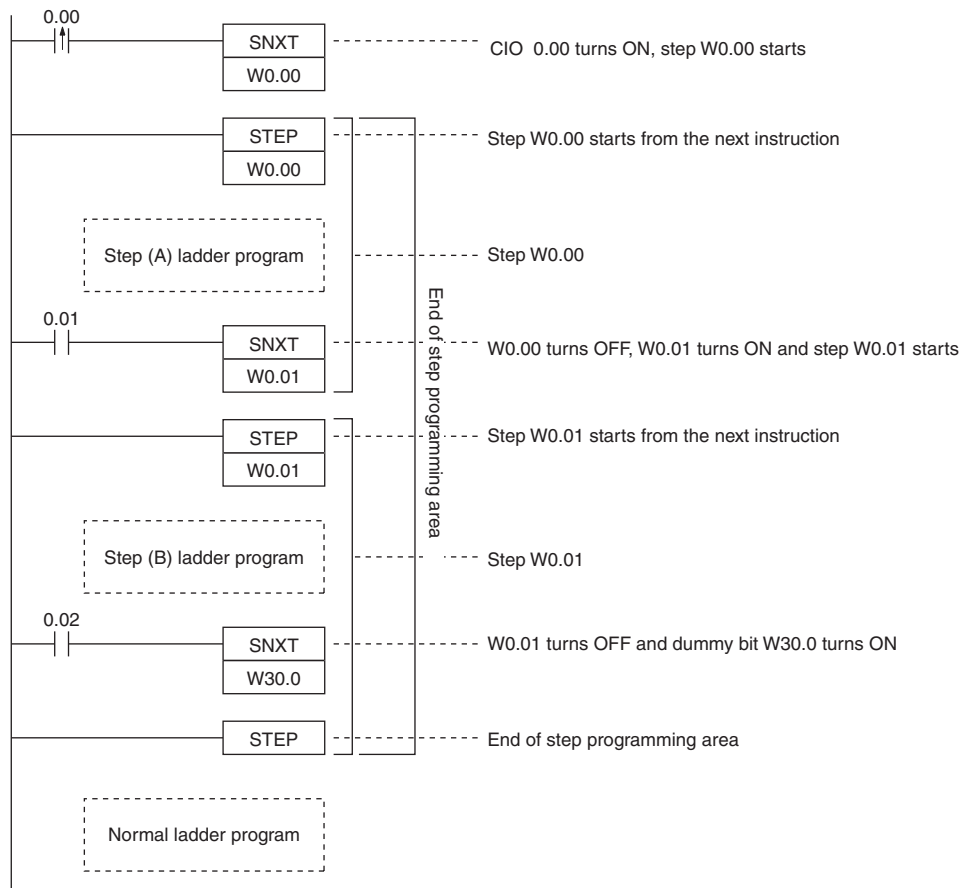 0.00
SNXT
W0.00
CIO 0.00 turns ON, step W0.00 starts
STEP
W0.00
Step W0.00 starts from the next instruction
Step (A) ladder program
Step W0.00
End of step programming area
0.01
SNXT
W0.01
W0.00 turns OFF, W0.01 turns ON and step W0.01 starts
STEP
W0.01
Step W0.01 starts from the next instruction
Step (B) ladder program
Step W0.01
0.02
SNXT
W30.0
W0.01 turns OFF and dummy bit W30.0 turns ON
STEP
End of step programming area
Normal ladder program